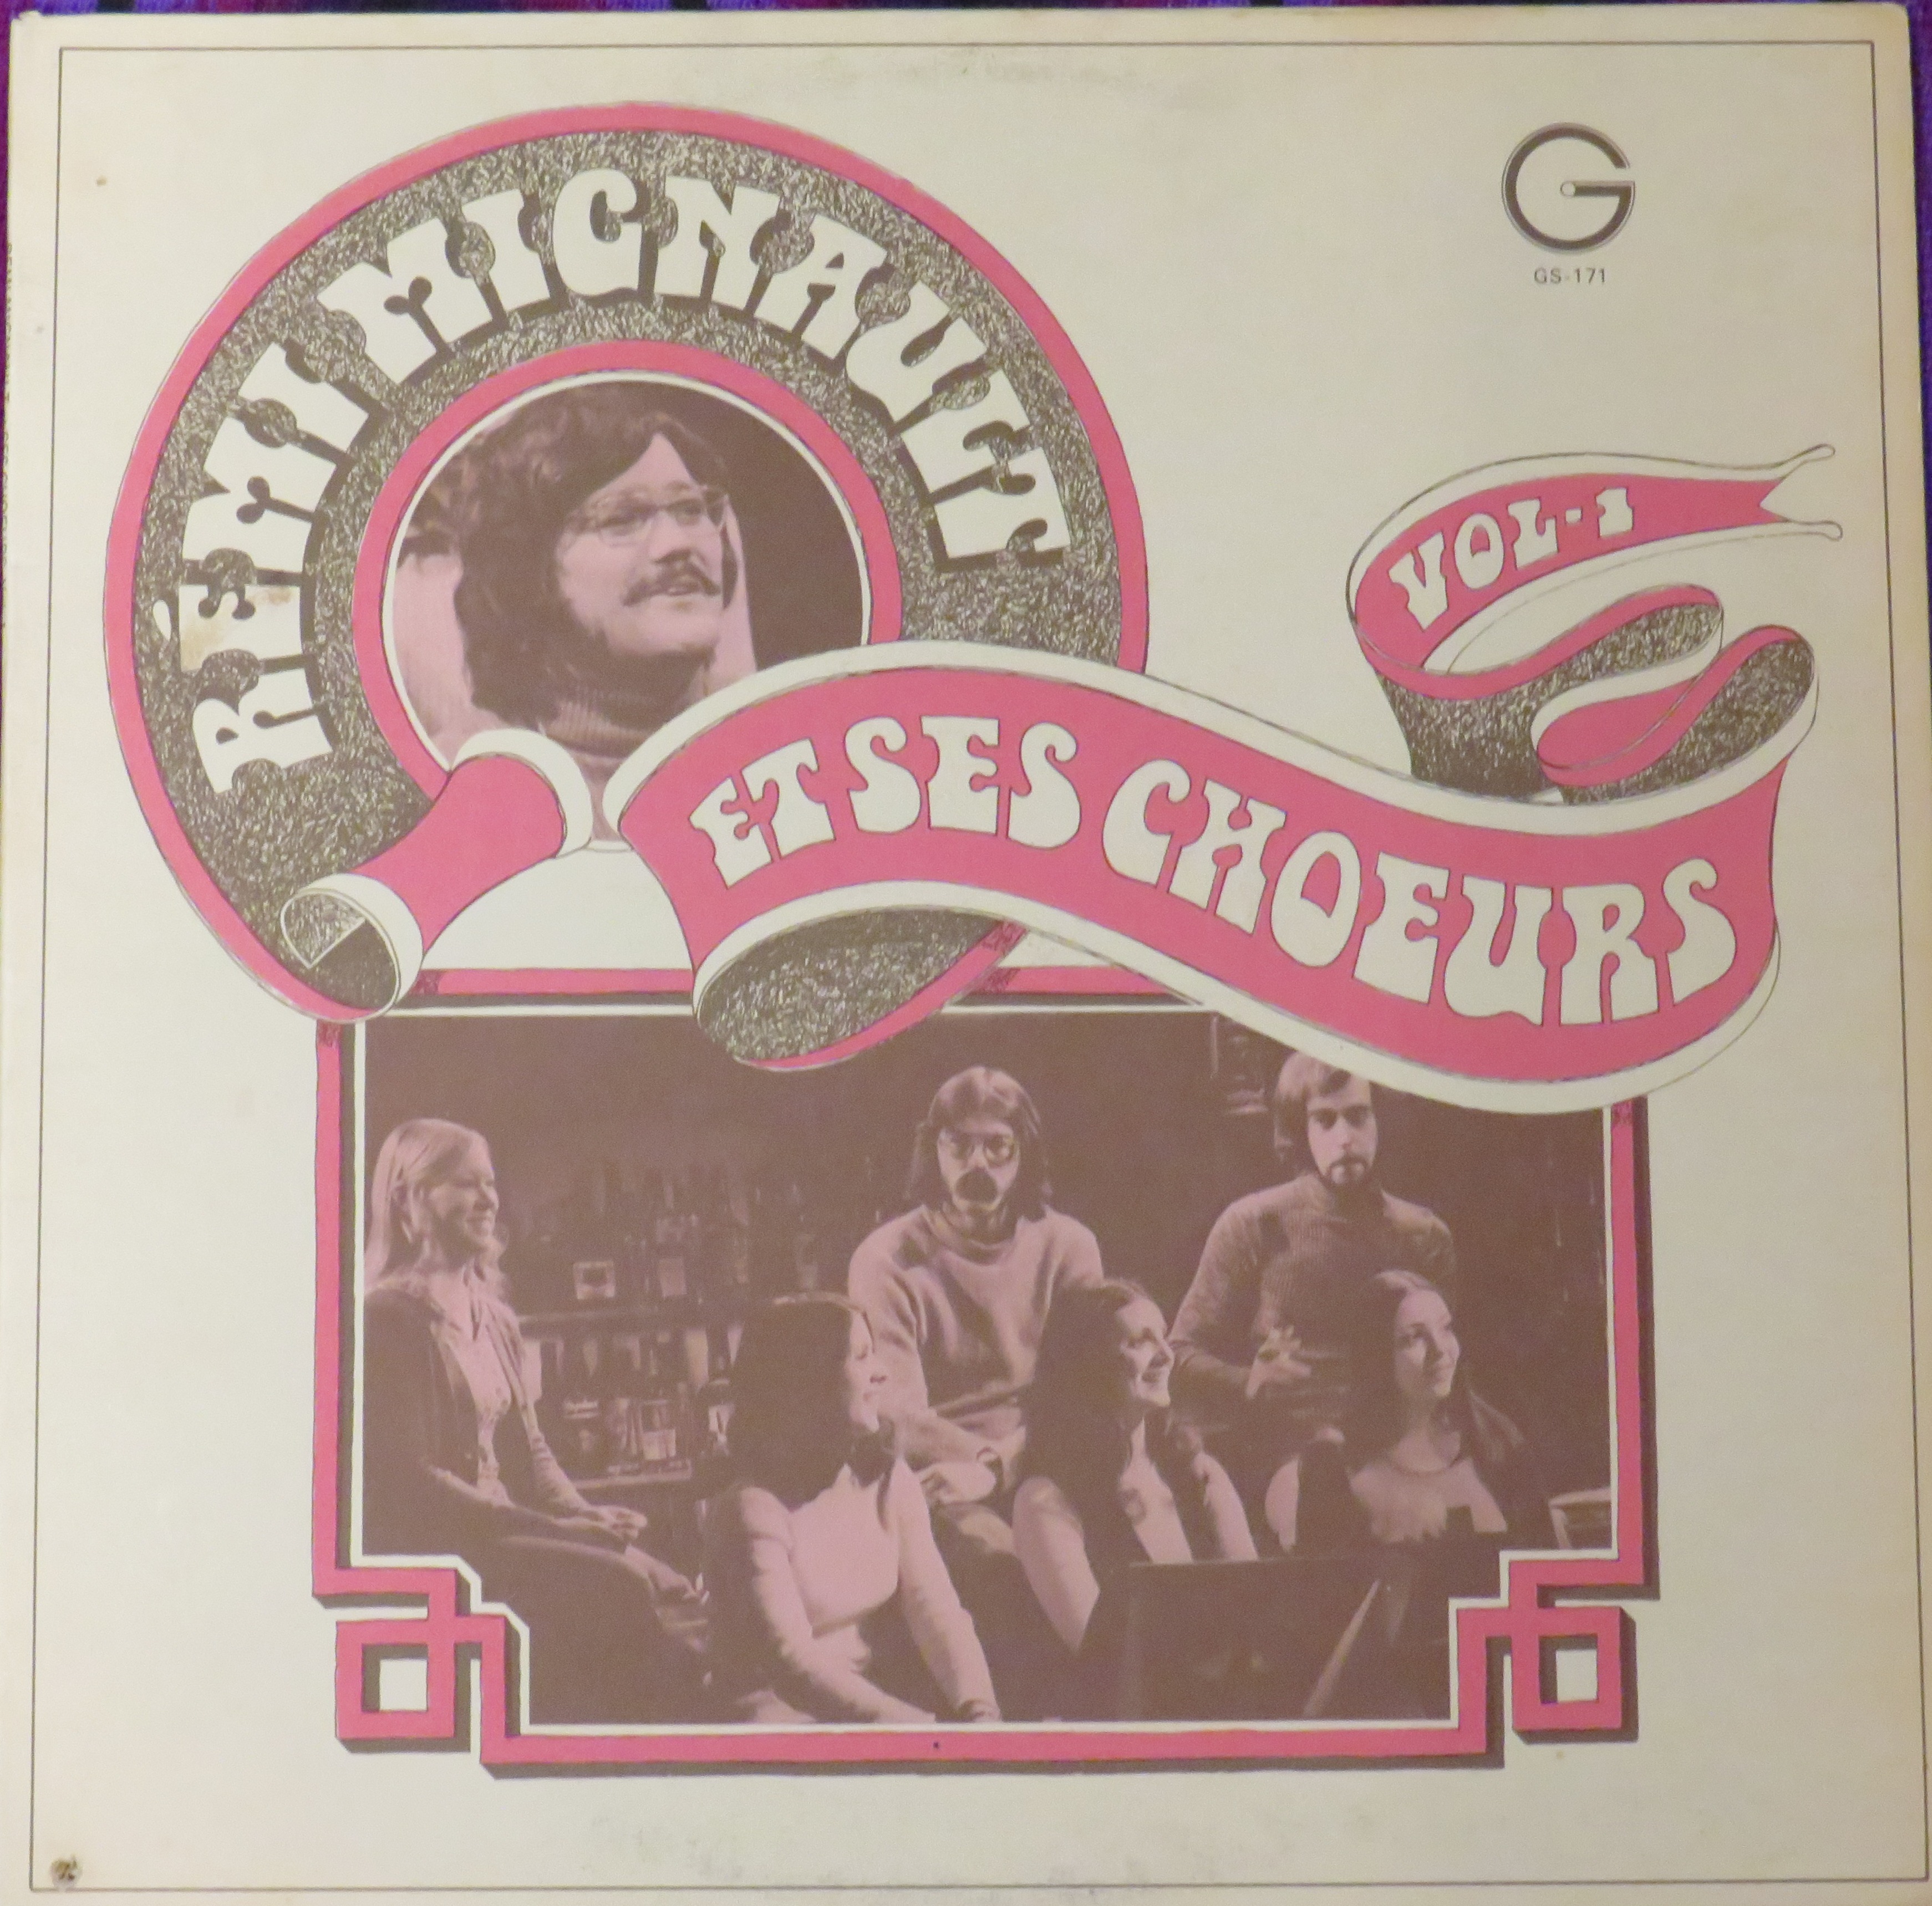 G
GS-171
RÉMI MIGNAULT
VOL-1
ET SES CHOEURS